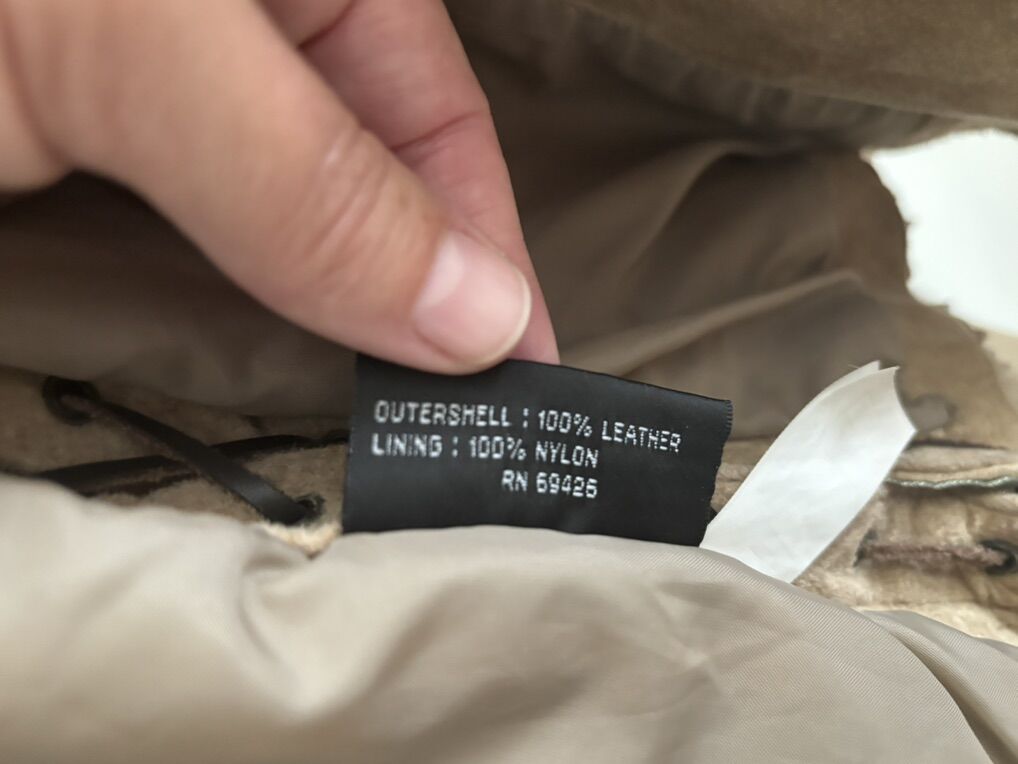 OUTERSHELL : 100% LEATHER
LINING : 100% NYLON
RN 69426